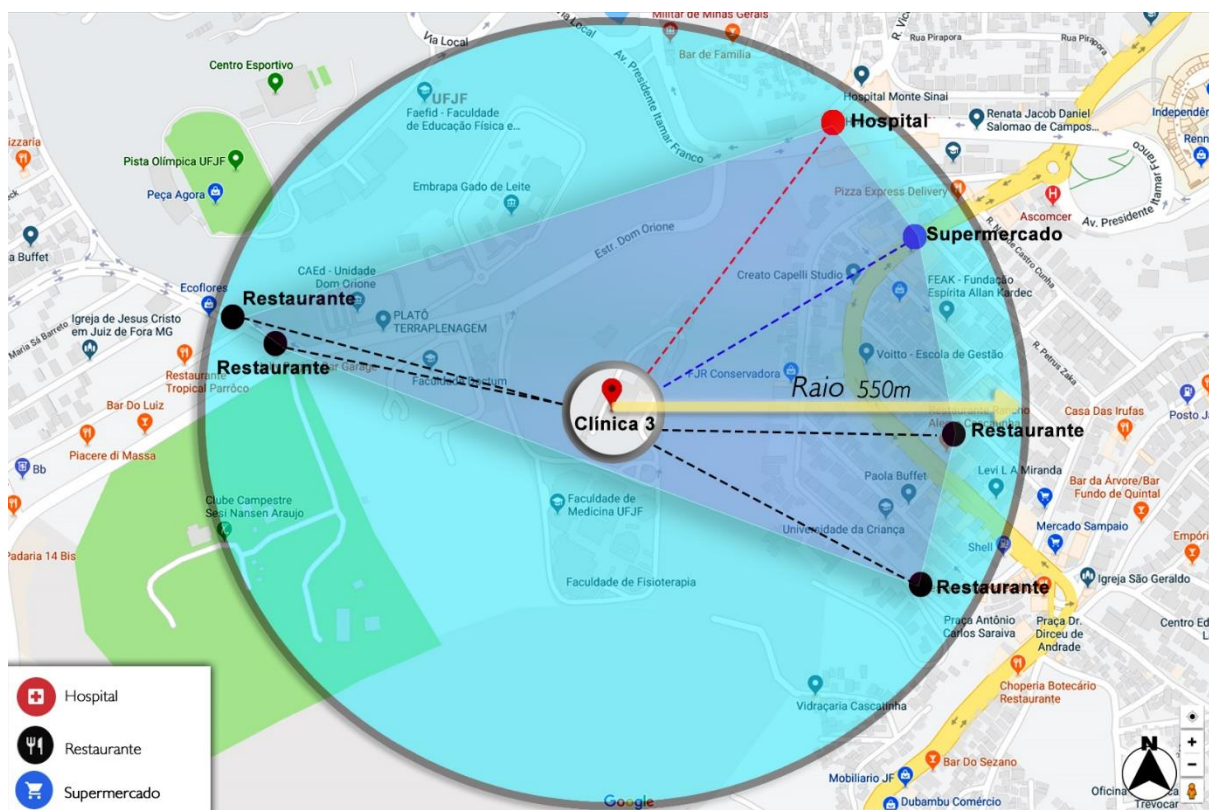 Militar de Minas Gerais
Via Local
Via Local
Bar de Familia
Rua Pirapora
Rua Pirapora
Centro Esportivo
Av. Presidente Itamar Franco
UFJF
Faefid - Faculdade
de Educação Física e...
Hospital Monte Sinai
Renata Jacob Daniel
Salomao de Campos...
Hospital
Pista Olímpica UFJF
Peça Agora
Embrapa Gado de Leite
Pizza Express Delivery
Ascomcer
Av. Presidente Itamar Franco
Estr. Dom Orione
Supermercado
CAEd - Unidade
Dom Orione
Creato Capelli Studio
FEAK - Fundação
Espírita Allan Kardec
Ecoflores
Restaurante
PLATÔ
TERRAPLENAGEM
Igreja de Jesus Cristo
em Juiz de Fora MG
Maria Sá Barreto
Restaurante
Restaurante
Tropical Parrôco
Voitto - Escola de Gestão
R. Petrus Zaka
FJR Conservadora
Raio 550m
Clínica 3
Restaurante
Casa Das Irufas
Bar Do Luiz
Piacere di Massa
Bb
Levi L A Miranda
Paola Buffet
Bar da Árvore/Bar
Fundo de Quintal
Clube Campestre
Sesi Nansen Araujo
Faculdade de
Medicina UFJF
Universidade da Criança
Mercado Sampaio
Shell
Padaria 14 Bis
Faculdade de Fisioterapia
Restaurante
Igreja São Geraldo
Praça Antônio
Carlos Saraiva
Praça Dr.
Dirceu de
Andrade
Choperia Botecário
Restaurante
Vidraçaria Cascatinha
Hospital
Restaurante
Supermercado
N
Bar Do Sezano
Mobiliario JF
Dubambu Comércio
Oficina
Trevocar
Google